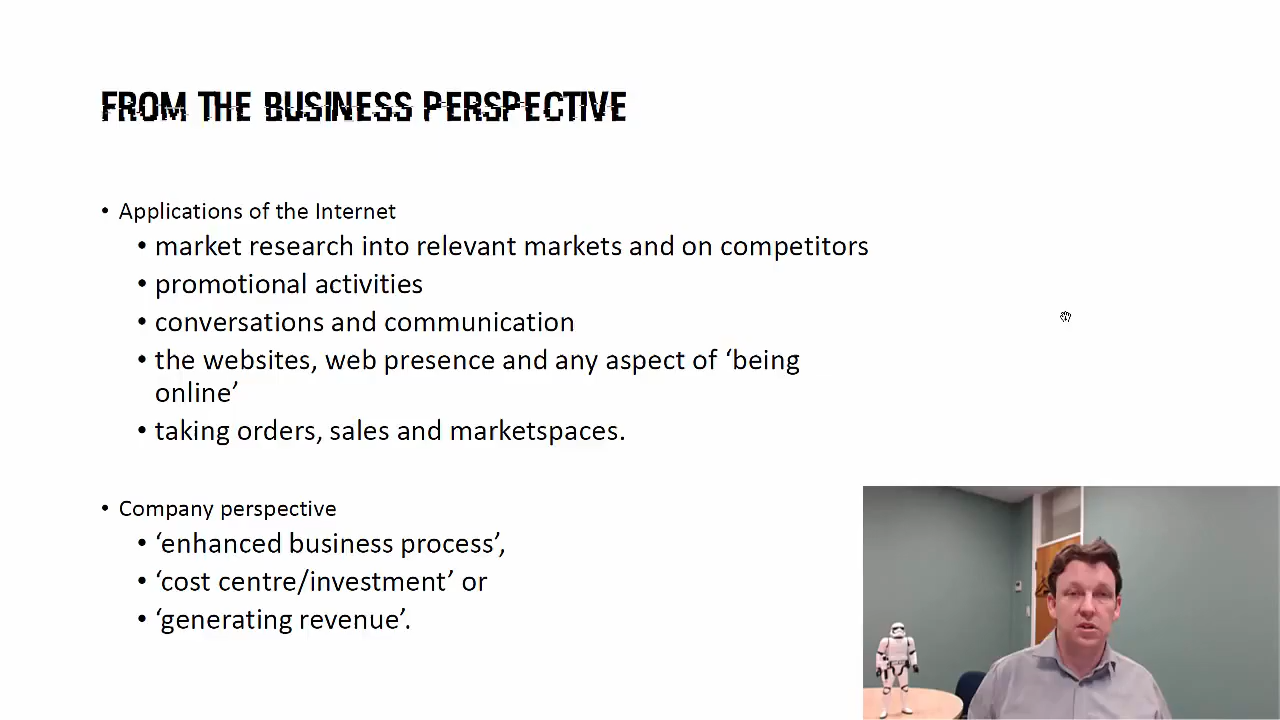 FROM THE BUSINESS PERSPECTIVE
• Applications of the Internet
• market research into relevant markets and on competitors
• promotional activities
• conversations and communication
• the websites, web presence and any aspect of ‘being
online’
• taking orders, sales and marketspaces.
• Company perspective
• ‘enhanced business process’,
• ‘cost centre/investment’ or
• ‘generating revenue’.